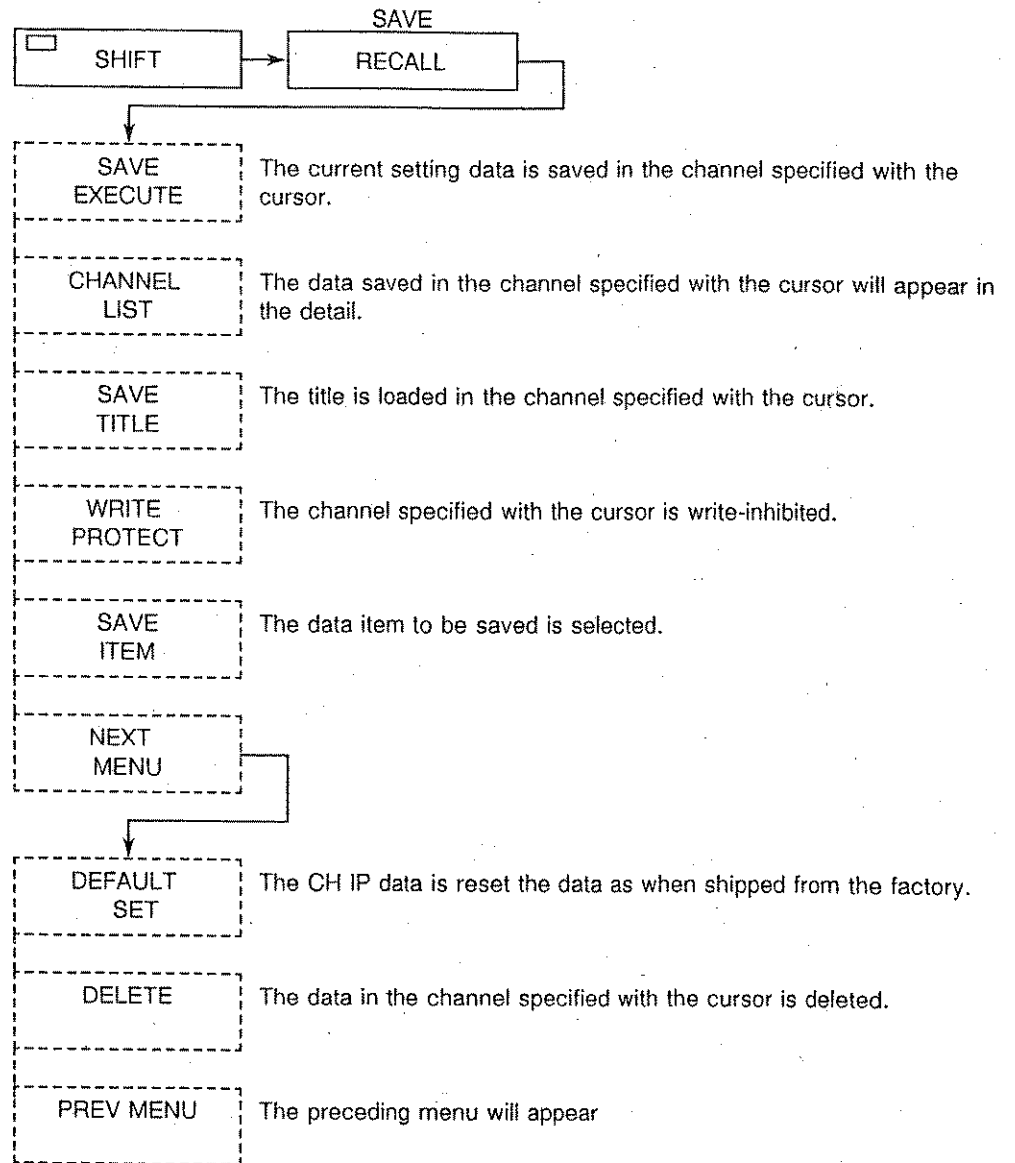 SAVE
SHIFT
RECALL
SAVE
EXECUTE
The current setting data is saved in the channel specified with the
cursor.
CHANNEL
LIST
The data saved in the channel specified with the cursor will appear in
the detail.
SAVE
TITLE
The title is loaded in the channel specified with the cursor.
WRITE
PROTECT
The channel specified with the cursor is write-inhibited.
SAVE
ITEM
The data item to be saved is selected.
NEXT
MENU
DEFAULT
SET
The CH IP data is reset the data as when shipped from the factory.
DELETE
The data in the channel specified with the cursor is deleted.
PREV MENU
The preceding menu will appear